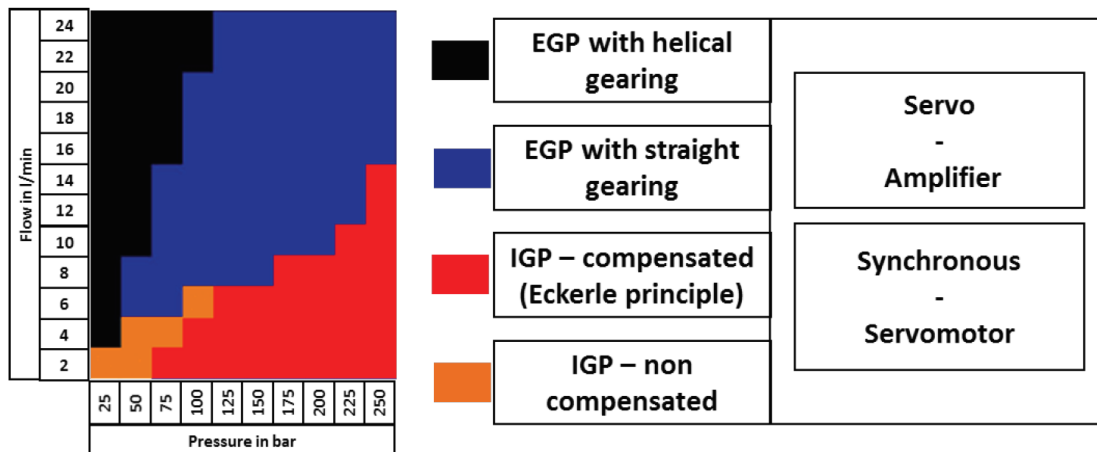 Flow in l/min
24
22
20
18
16
14
12
10
8
6
4
2
25
50
75
100
125
150
175
200
225
250
Pressure in bar
EGP with helical
gearing
EGP with straight
gearing
IGP – compensated
(Eckerle principle)
IGP – non
compensated
Servo
-
Amplifier
Synchronous
-
Servomotor